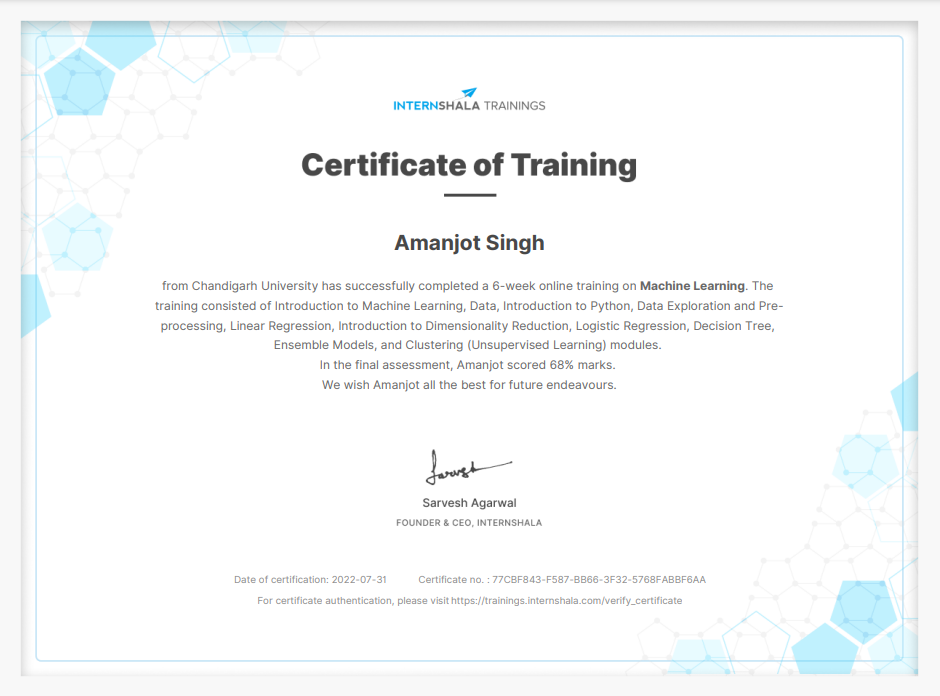 INTERNSHALA TRAININGS
Certificate of Training
Amanjot Singh
from Chandigarh University has successfully completed a 6-week online training on Machine Learning. The
training consisted of Introduction to Machine Learning, Data, Introduction to Python, Data Exploration and Pre-
processing, Linear Regression, Introduction to Dimensionality Reduction, Logistic Regression, Decision Tree,
Ensemble Models, and Clustering (Unsupervised Learning) modules.
In the final assessment, Amanjot scored 68% marks.
We wish Amanjot all the best for future endeavours.
Sarvesh
Sarvesh Agarwal
FOUNDER & CEO, INTERNSHALA
Date of certification: 2022-07-31 Certificate no. : 77CBF843-F587-BB66-3F32-5768FABBF6AA
For certificate authentication, please visit https://trainings.internshala.com/verify_certificate